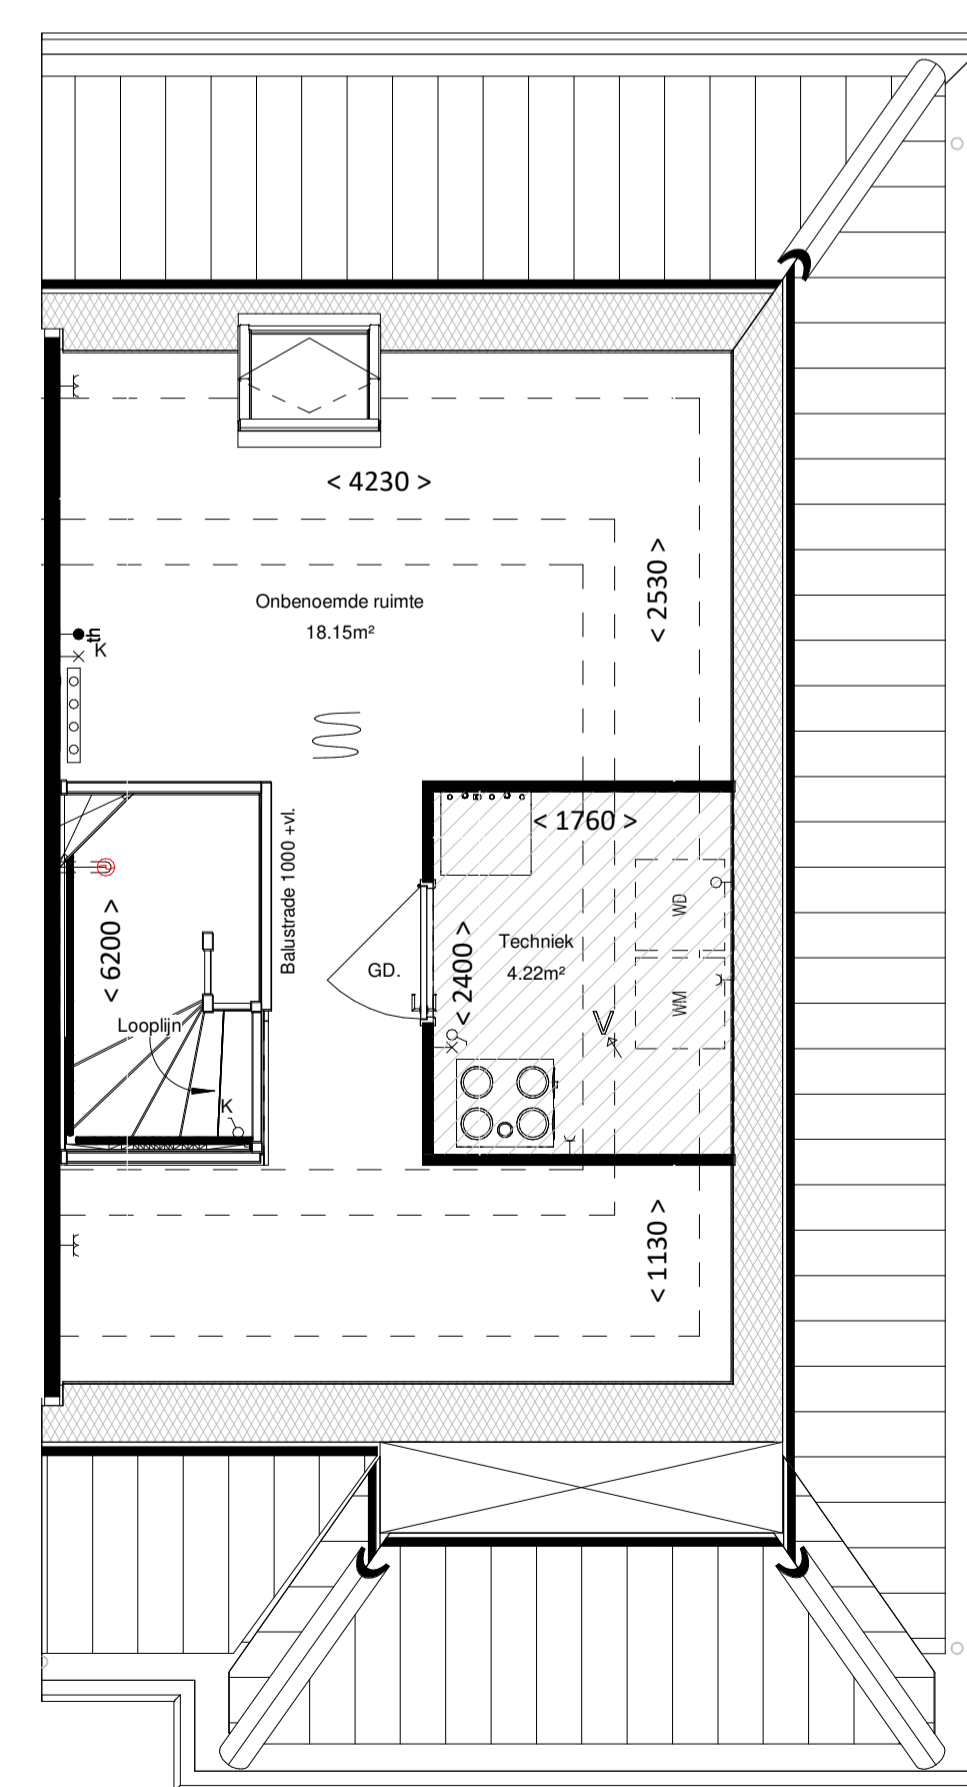 < 4230 >
< 2530 >
Onbenoemde ruimte
18.15m²
th
K
Balustrade 1000 +vl.
< 1760 >
< 6200 >
GD.
< 2400 >
Techniek
4.22m²
WD
WM
Looplijn
K
V
< 1130 >